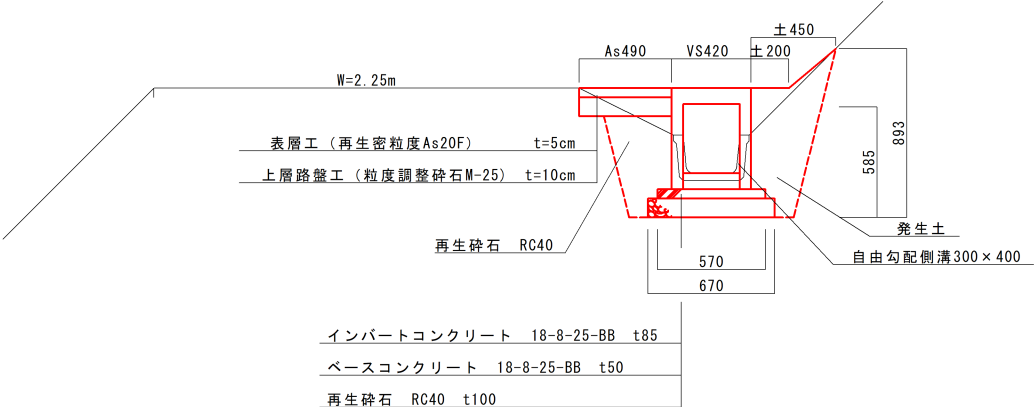 土450
As490
VS420
土200
W=2.25m
893
585
表層工（再生密粒度As20F） t=5cm
上層路盤工（粒度調整砕石M-25） t=10cm
発生土
再生砕石 RC40
自由勾配側溝300×400
570
670
インバートコンクリート 18-8-25-BB t85
ベースコンクリート 18-8-25-BB t50
再生砕石 RC40 t100